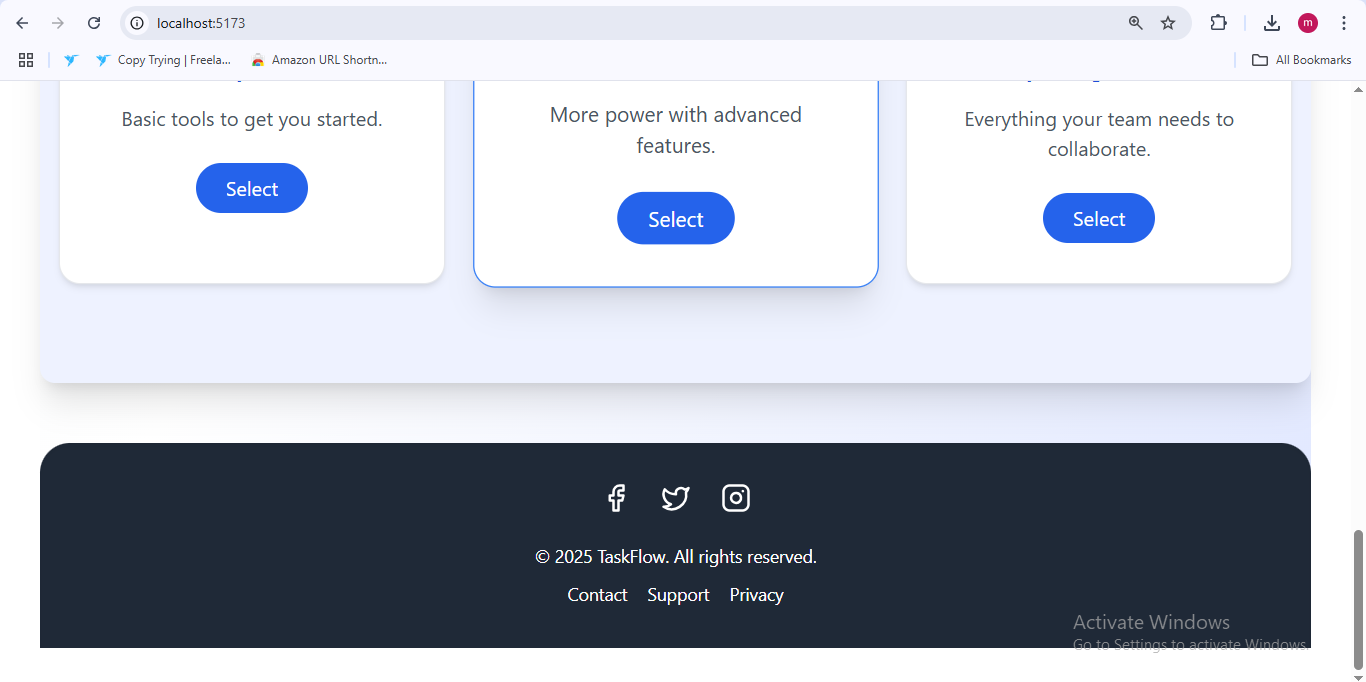 localhost:5173
m
Copy Trying | Freela...
Amazon URL Shortn...
All Bookmarks
Basic tools to get you started.
Select
More power with advanced
features.
Select
Everything your team needs to
collaborate.
Select
© 2025 TaskFlow. All rights reserved.
Contact Support Privacy
Activate Windows
Go to Settings to activate Windows.